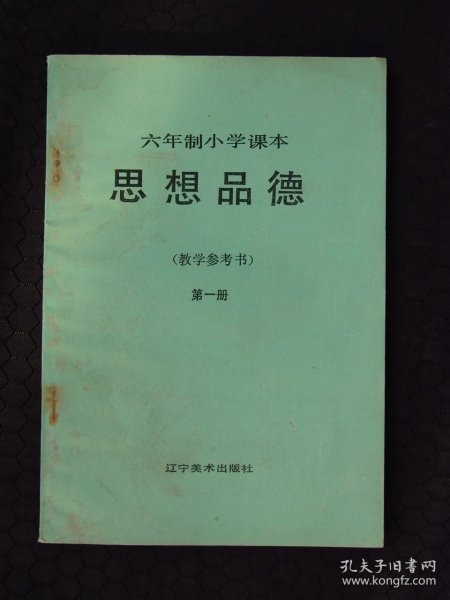 六年制小学课本
思想品德
(教学参考书)
第一册
辽宁美术出版社
孔夫子旧书网
www.kongfz.com